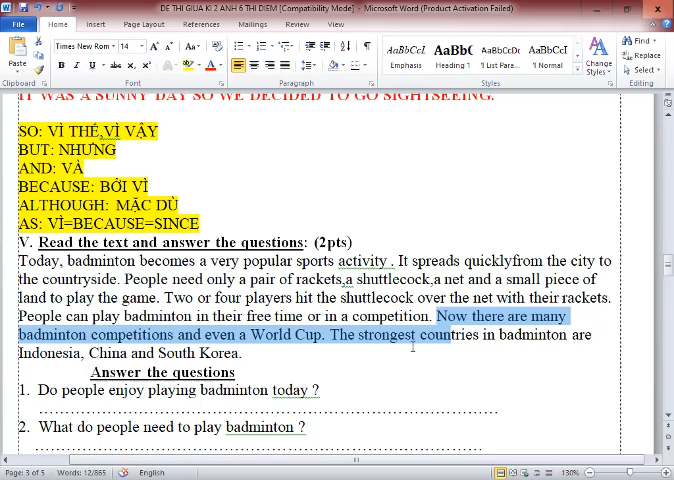 DE THI GIUA KI 2 ANH 6 THI DIEM [Compatibility Mode] - Microsoft Word (Product Activation Failed)
File Home Insert Page Layout References Mailings Review View
Paste
Clipboard
Times New Rom 14
B I U abc x₂ x² A
Font
Paragraph
AaBbCcI AaBbC AaBbCcDc AaBbCcI
Emphasis Heading 1 ¶ List Para... ¶ Normal
Change Styles
Styles
Find
Replace
Select
Editing
IT WAS A SUNNY DAY SO WE DECIDED TO GO SIGHTSEEING.
SO: VÌ THẾ,VÌ VẬY
BUT: NHƯNG
AND: VÀ
BECAUSE: BỞI VÌ
ALTHOUGH: MẶC DÙ
AS: VÌ=BECAUSE=SINCE
V. Read the text and answer the questions: (2pts)
Today, badminton becomes a very popular sports activity . It spreads quicklyfrom the city to
the countryside. People need only a pair of rackets,a shuttlecock,a net and a small piece of
land to play the game. Two or four players hit the shuttlecock over the net with their rackets.
People can play badminton in their free time or in a competition. Now there are many
badminton competitions and even a World Cup. The strongest countries in badminton are
Indonesia, China and South Korea.
Answer the questions
1. Do people enjoy playing badminton today ?
………………………………………………………………………
2. What do people need to play badminton ?
……………………………………………………………………
Page: 3 of 5 Words: 12/865 English 130%